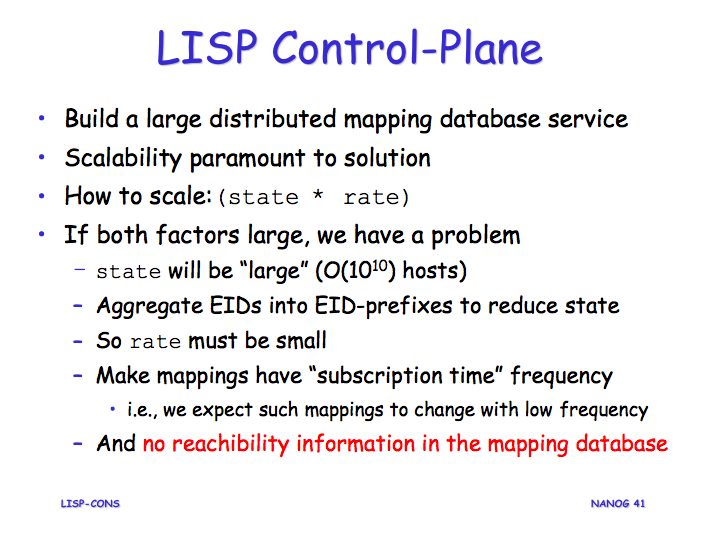 LISP Control-Plane
• Build a large distributed mapping database service
• Scalability paramount to solution
• How to scale: (state * rate)
• If both factors large, we have a problem
– state will be “large” (O(10¹⁰) hosts)
– Aggregate EIDs into EID-prefixes to reduce state
– So rate must be small
– Make mappings have “subscription time” frequency
• i.e., we expect such mappings to change with low frequency
– And no reachibility information in the mapping database
LISP-CONS NANOG 41